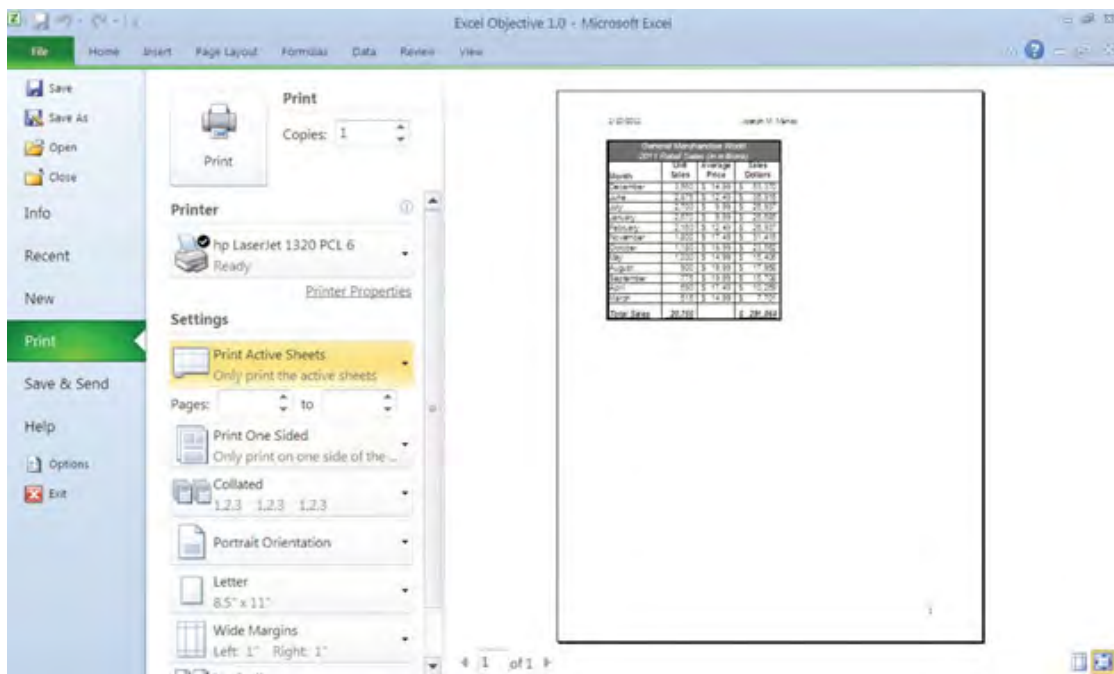 Excel Objective 1.0 - Microsoft Excel
File Home Insert Page Layout Formulas Data Review View
Save
Save As
Open
Close
Info
Recent
New
Print
Save & Send
Help
Options
Exit
Print
Print
Copies: 1
Printer
hp LaserJet 1320 PCL 6
Ready
Printer Properties
Settings
Print Active Sheets
Only print the active sheets
Pages: to
Print One Sided
Only print on one side of the ...
Collated
1,2,3 1,2,3 1,2,3
Portrait Orientation
Letter
8.5" x 11"
Wide Margins
Left: 1" Right: 1"
General Merchandise World
2011 Retail Sales (in millions)
Month Unit Sales Average Price Sales Dollars
December
June
July
January
February
November
October
May
August
September
April
March
Total Sales
1
1 of 1